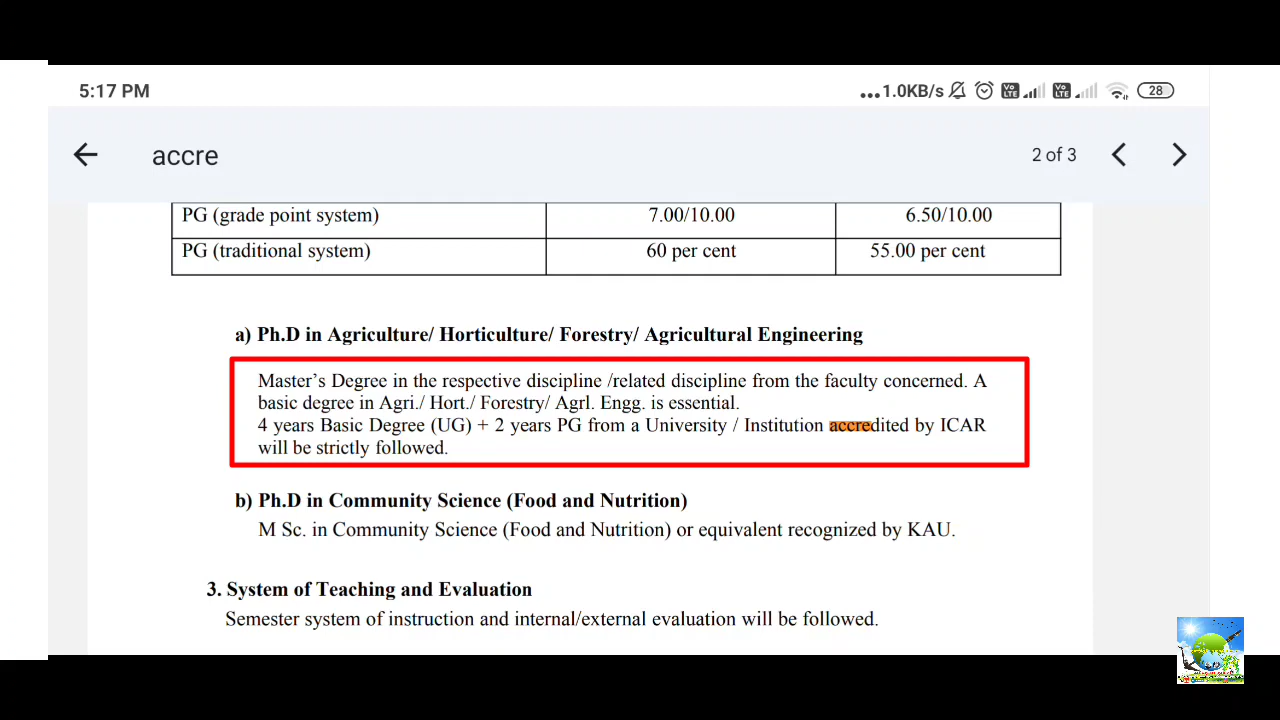 5:17 PM
...1.0KB/s Vo LTE Vo LTE 28
accre
2 of 3
PG (grade point system) 7.00/10.00 6.50/10.00
PG (traditional system) 60 per cent 55.00 per cent
a) Ph.D in Agriculture/ Horticulture/ Forestry/ Agricultural Engineering
Master's Degree in the respective discipline /related discipline from the faculty concerned. A
basic degree in Agri./ Hort./ Forestry/ Agrl. Engg. is essential.
4 years Basic Degree (UG) + 2 years PG from a University / Institution accredited by ICAR
will be strictly followed.
b) Ph.D in Community Science (Food and Nutrition)
M Sc. in Community Science (Food and Nutrition) or equivalent recognized by KAU.
3. System of Teaching and Evaluation
Semester system of instruction and internal/external evaluation will be followed.